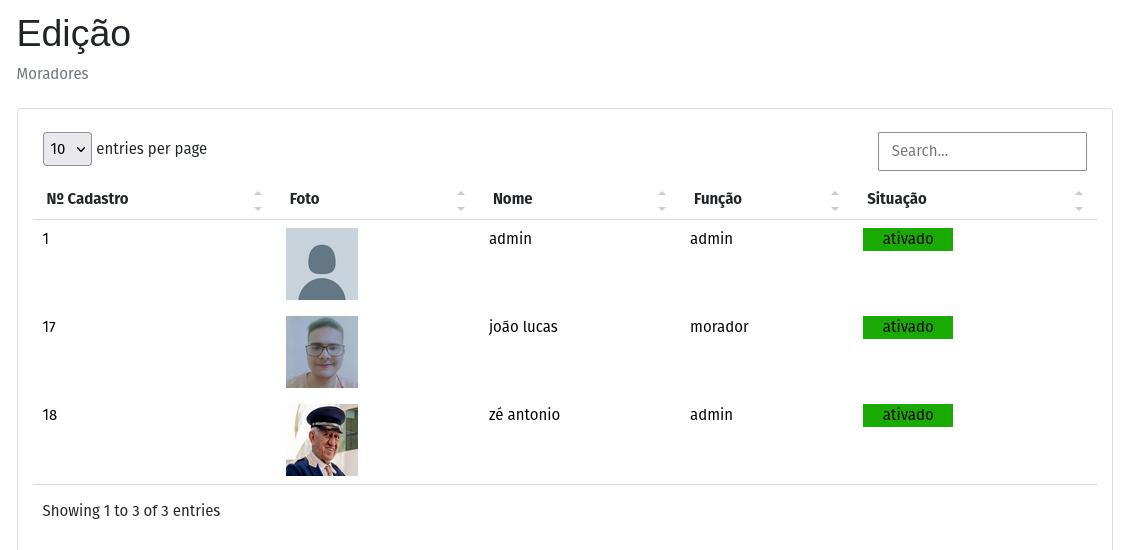 Edição
Moradores
10 entries per page
Search...
Nº Cadastro Foto Nome Função Situação
1 admin admin ativado
17 joão lucas morador ativado
18 zé antonio admin ativado
Showing 1 to 3 of 3 entries